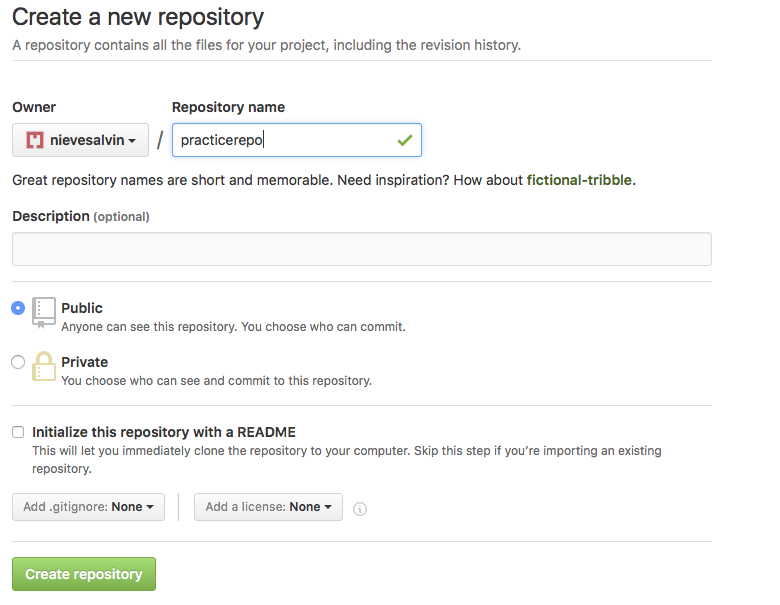 Create a new repository
A repository contains all the files for your project, including the revision history.
Owner
Repository name
nievesalvin / practicerepo
Great repository names are short and memorable. Need inspiration? How about fictional-tribble.
Description (optional)
Public
Anyone can see this repository. You choose who can commit.
Private
You choose who can see and commit to this repository.
Initialize this repository with a README
This will let you immediately clone the repository to your computer. Skip this step if you’re importing an existing
repository.
Add .gitignore: None
Add a license: None
Create repository